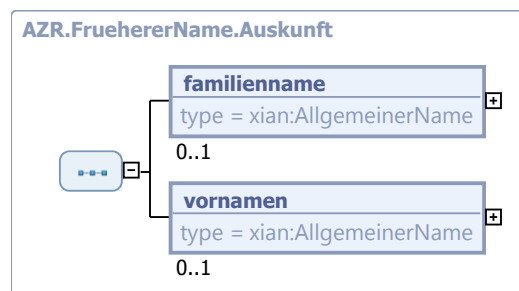 AZR.FruehererName.Auskunft
familienname
type = xian:AllgemeinerName
0..1
vornamen
type = xian:AllgemeinerName
0..1